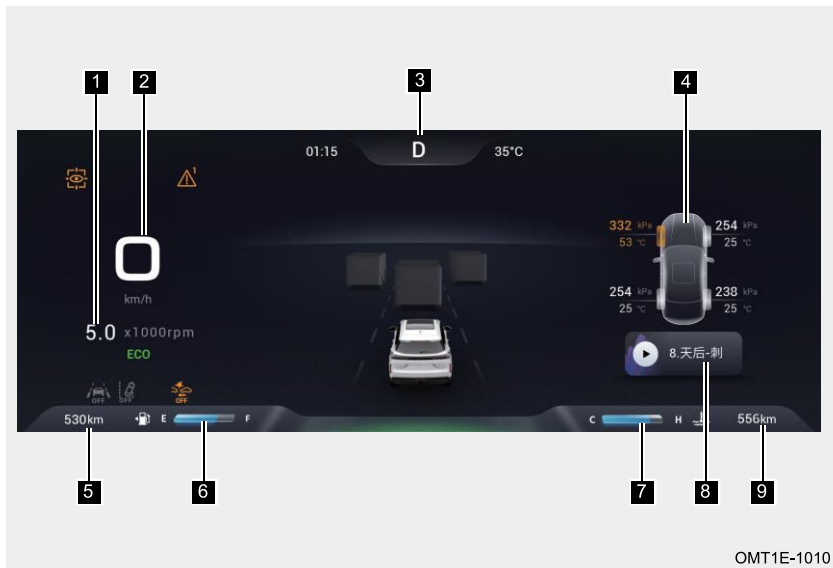 1
2
3
4
01:15
D
35°C
1
332 kPa
53 °C
254 kPa
25 °C
0
km/h
254 kPa
25 °C
238 kPa
25 °C
5.0 x1000rpm
ECO
8.天后-刺
OFF
OFF
OFF
530km
E
F
C
H
556km
5
6
7
8
9
OMT1E-1010